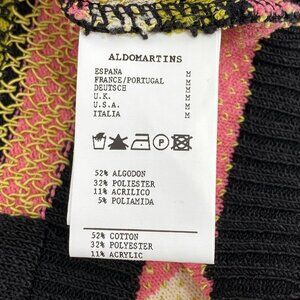 ALDOMARTINS
ESPANA M
FRANCE/PORTUGAL M
DEUTSCH M
U.K. M
U.S.A. M
ITALIA M
52% ALGODON
32% POLIESTER
11% ACRILICO
5% POLIAMIDA
52% COTTON
32% POLYESTER
11% ACRYLIC